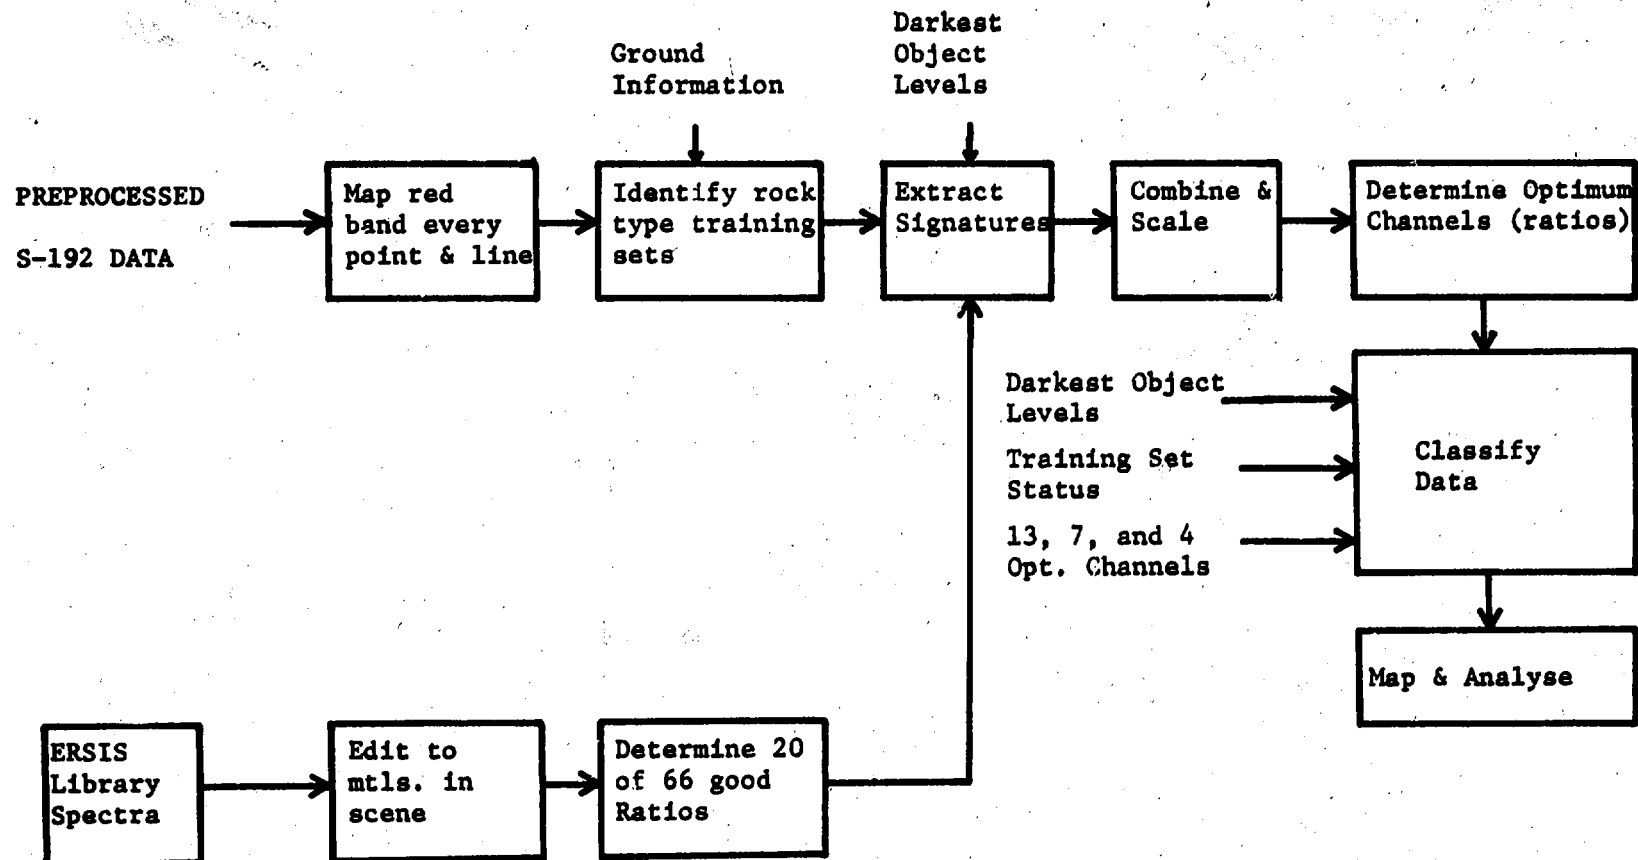 Darkest
Object
Levels
Ground
Information
PREPROCESSED
S-192 DATA
Map red
band every
point & line
Identify rock
type training
sets
Extract
Signatures
Combine &
Scale
Determine Optimum
Channels (ratios)
Darkest Object
Levels
Training Set
Status
13, 7, and 4
Opt. Channels
Classify
Data
Map & Analyse
ERSIS
Library
Spectra
Edit to
mtls. in
scene
Determine 20
of 66 good
Ratios